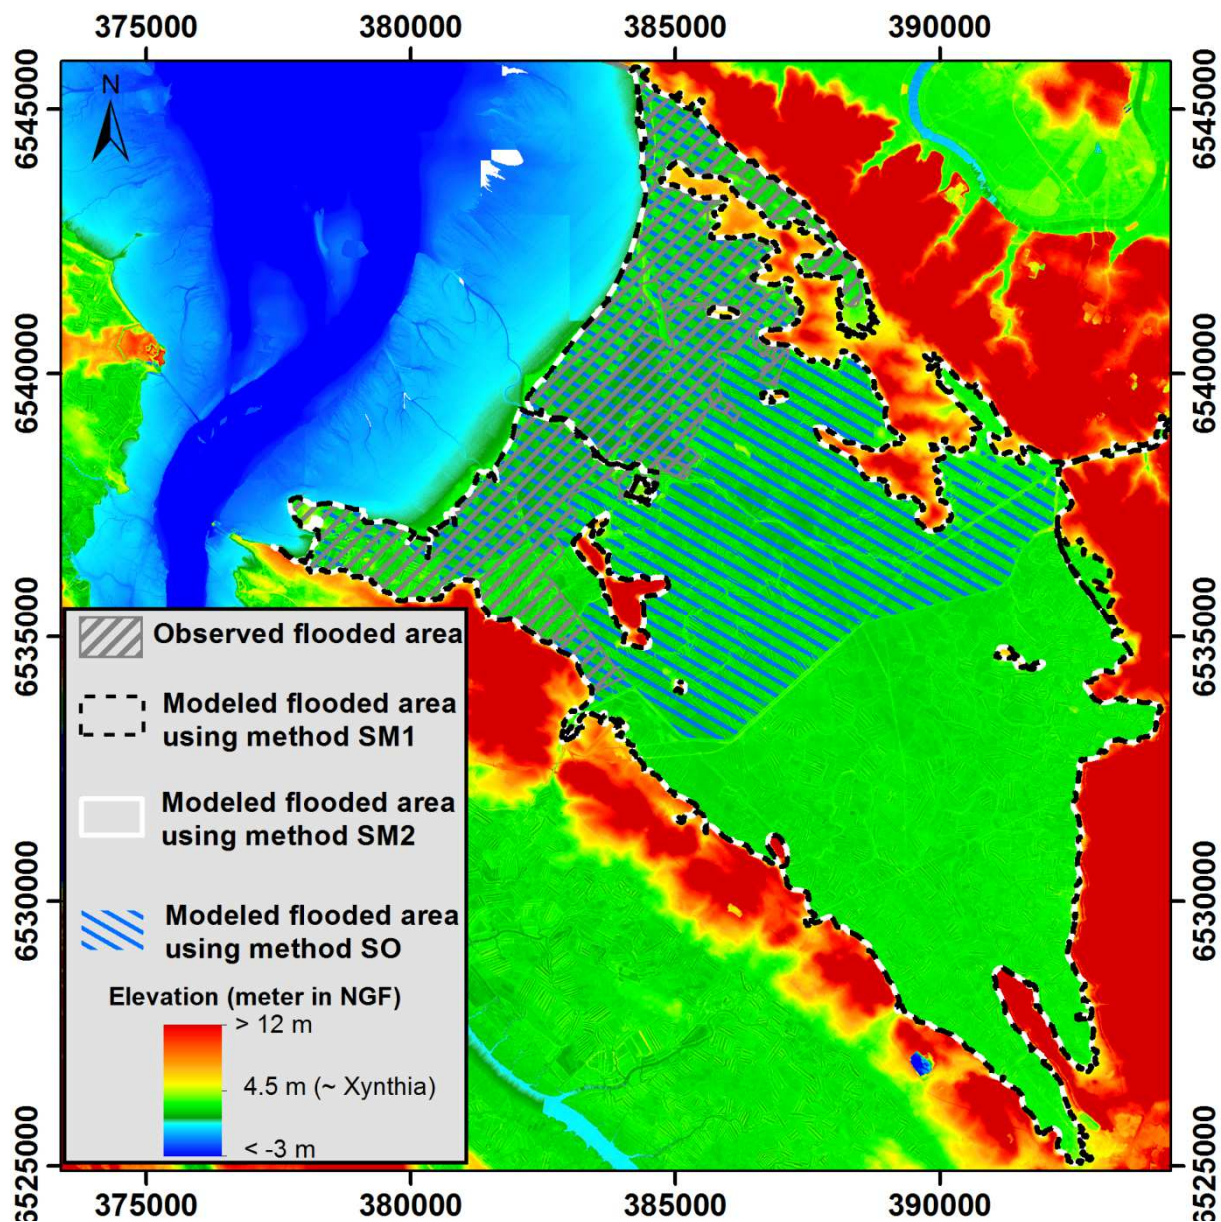 375000 380000 385000 390000
6545000
6540000
6535000
6530000
6525000
N
6545000
6540000
6535000
6530000
6525000
Observed flooded area
Modeled flooded area
using method SM1
Modeled flooded area
using method SM2
Modeled flooded area
using method SO
Elevation (meter in NGF)
> 12 m
4.5 m (~ Xynthia)
< -3 m
375000 380000 385000 390000